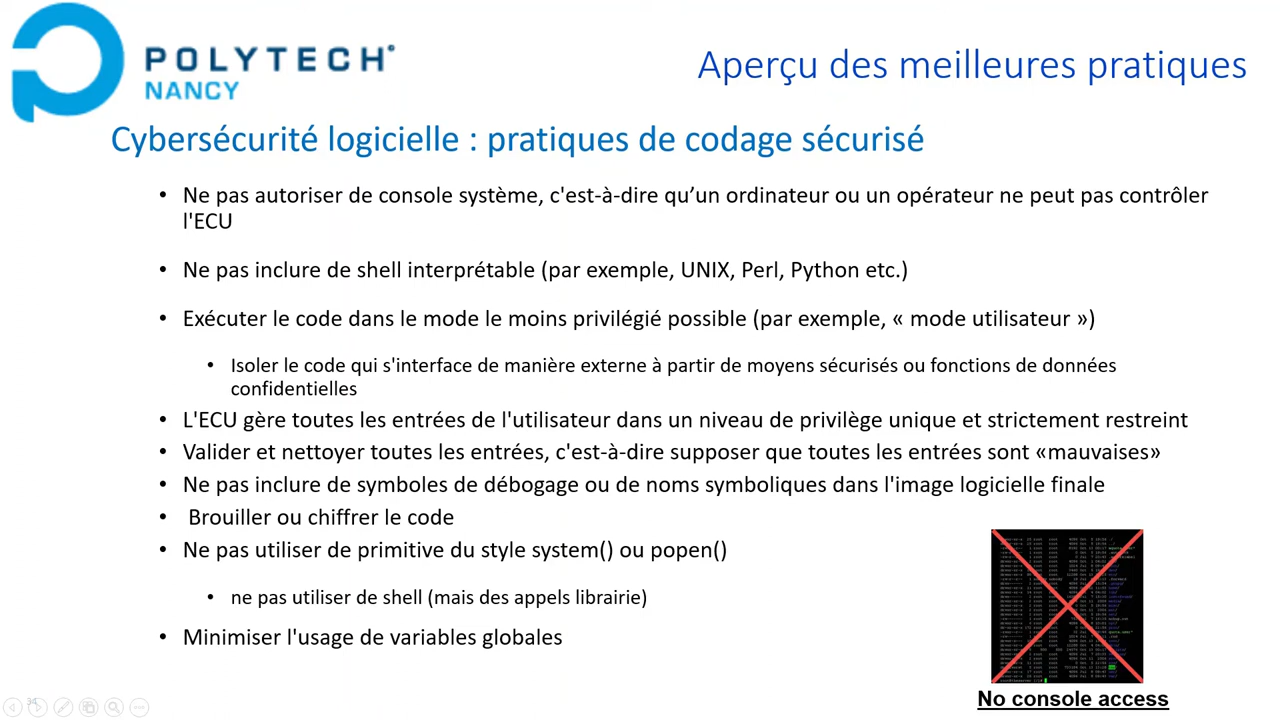 POLYTECH
NANCY
Aperçu des meilleures pratiques
Cybersécurité logicielle : pratiques de codage sécurisé
• Ne pas autoriser de console système, c'est-à-dire qu’un ordinateur ou un opérateur ne peut pas contrôler
l'ECU
• Ne pas inclure de shell interprétable (par exemple, UNIX, Perl, Python etc.)
• Exécuter le code dans le mode le moins privilégié possible (par exemple, « mode utilisateur »)
• Isoler le code qui s'interface de manière externe à partir de moyens sécurisés ou fonctions de données
confidentielles
• L'ECU gère toutes les entrées de l'utilisateur dans un niveau de privilège unique et strictement restreint
• Valider et nettoyer toutes les entrées, c'est-à-dire supposer que toutes les entrées sont «mauvaises»
• Ne pas inclure de symboles de débogage ou de noms symboliques dans l'image logicielle finale
• Brouiller ou chiffrer le code
• Ne pas utiliser de primitive du style system() ou popen()
• ne pas utiliser de shell (mais des appels librairie)
• Minimiser l'usage de variables globales
No console access